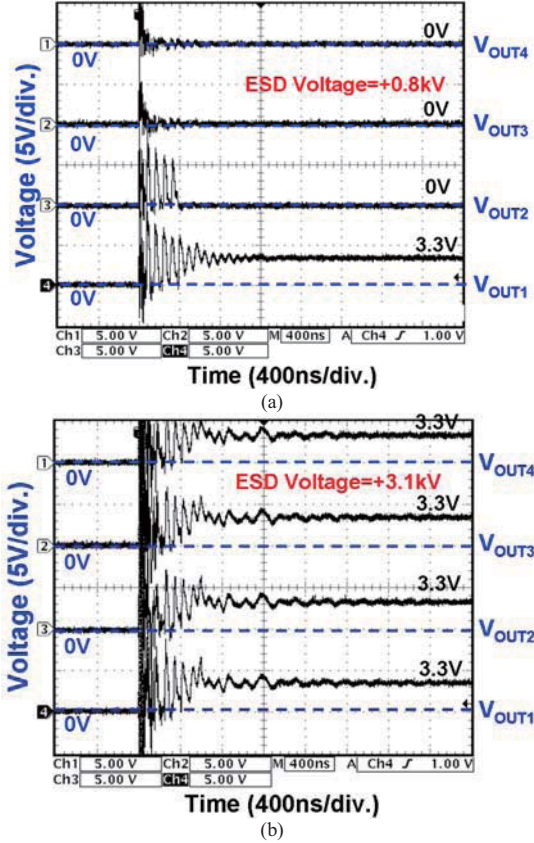 0V
V_OUT4
1
0V
ESD Voltage=+0.8kV
0V
V_OUT3
2
0V
0V
V_OUT2
3
0V
3.3V
V_OUT1
4
0V
Voltage (5V/div.)
Ch1 5.00 V Ch2 5.00 V M 400ns A Ch4 ∫ 1.00 V
Ch3 5.00 V Ch4 5.00 V
Time (400ns/div.)
(a)
3.3V
V_OUT4
1
0V
ESD Voltage=+3.1kV
3.3V
V_OUT3
2
0V
3.3V
V_OUT2
3
0V
3.3V
V_OUT1
4
0V
Voltage (5V/div.)
Ch1 5.00 V Ch2 5.00 V M 400ns A Ch4 ∫ 1.00 V
Ch3 5.00 V Ch4 5.00 V
Time (400ns/div.)
(b)